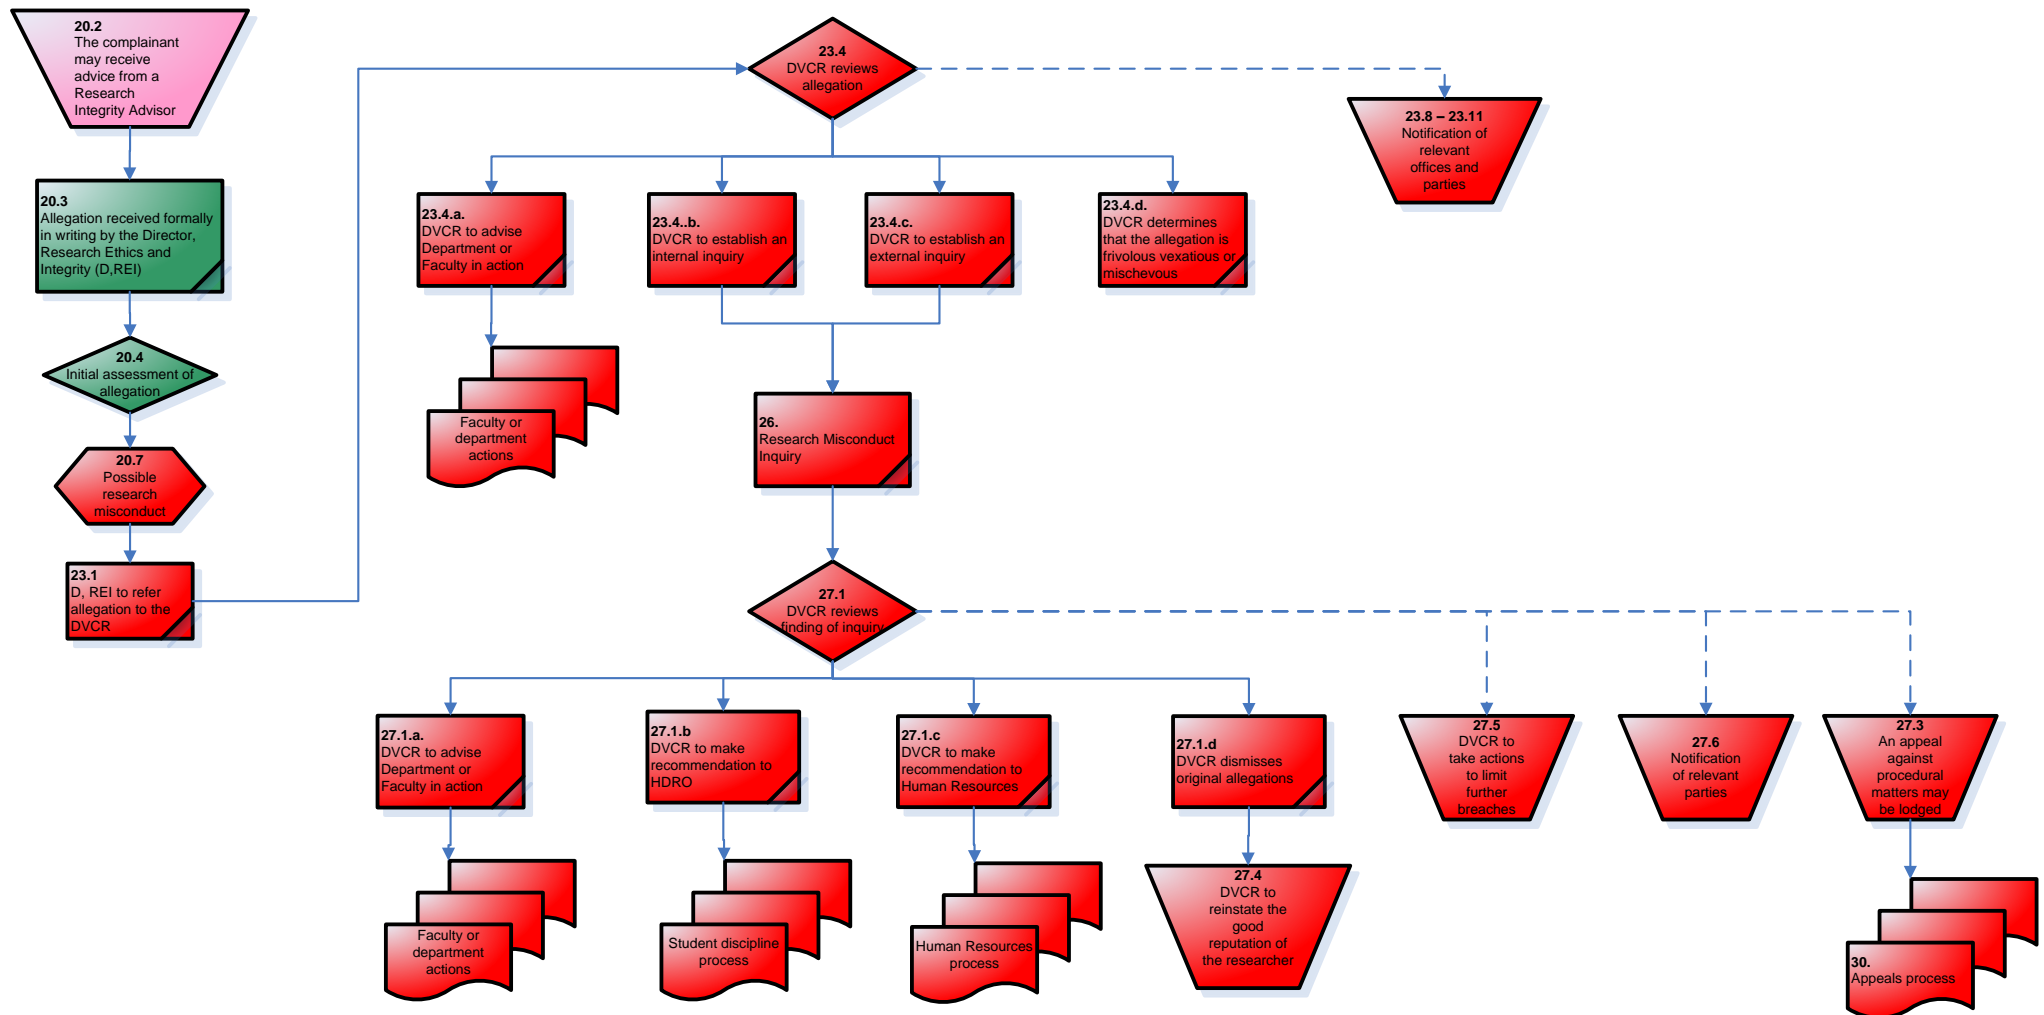 20.2
The complainant
may receive
advice from a
Research
Integrity Advisor
20.3
Allegation received formally
in writing by the Director,
Research Ethics and
Integrity (D,REI)
20.4
Initial assessment of
allegation
20.7
Possible
research
misconduct
23.1
D, REI to refer
allegation to the
DVCR
23.4
DVCR reviews
allegation
23.8 – 23.11
Notification of
relevant
offices and
parties
23.4.a.
DVCR to advise
Department or
Faculty in action
23.4..b.
DVCR to establish an
internal inquiry
23.4.c.
DVCR to establish an
external inquiry
23.4.d.
DVCR determines
that the allegation is
frivolous vexatious or
mischevous
Faculty or
department
actions
26.
Research Misconduct
Inquiry
27.1
DVCR reviews
finding of inquiry
27.1.a.
DVCR to advise
Department or
Faculty in action
27.1.b
DVCR to make
recommendation to
HDRO
27.1.c
DVCR to make
recommendation to
Human Resources
27.1.d
DVCR dismisses
original allegations
27.5
DVCR to
take actions
to limit
further
breaches
27.6
Notification
of relevant
parties
27.3
An appeal
against
procedural
matters may
be lodged
Faculty or
department
actions
Student discipline
process
Human Resources
process
27.4
DVCR to
reinstate the
good
reputation of
the researcher
30.
Appeals process